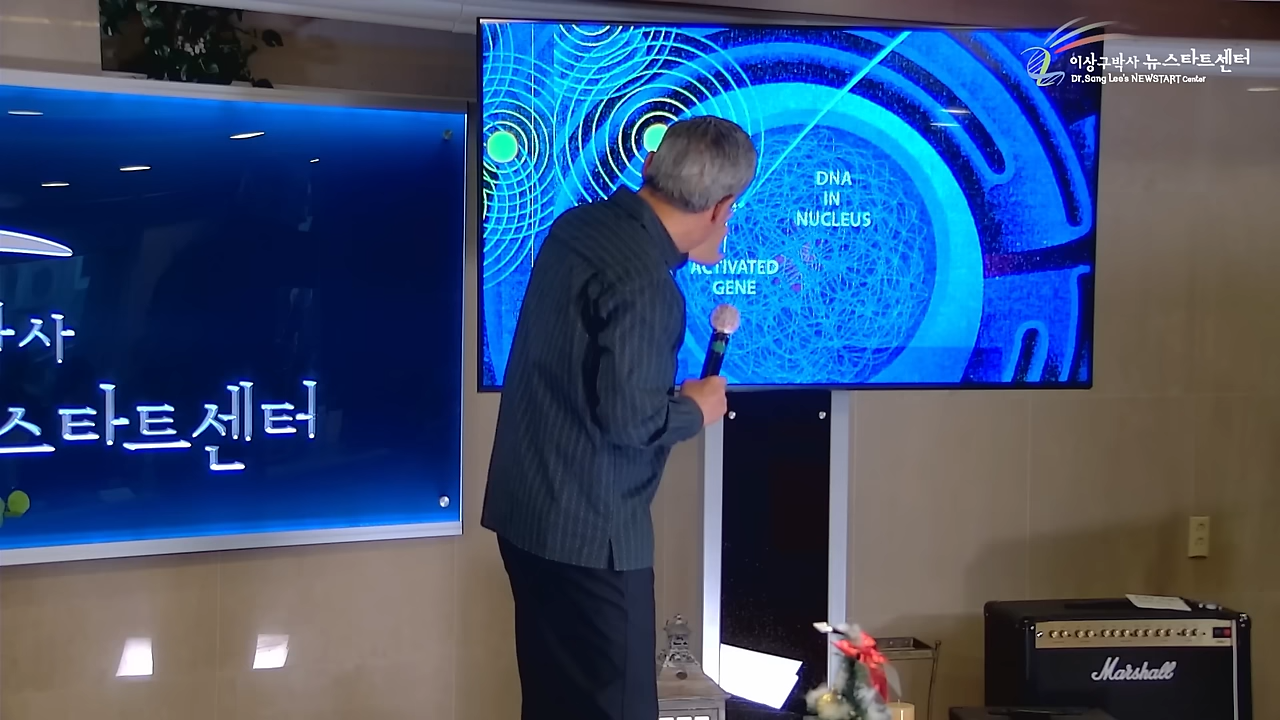 이상구박사 뉴스타트센터
Dr.Sang Lee's NEWSTART Center
DNA
IN
NUCLEUS
ACTIVATED
GENE
사
스타트센터
Marshall